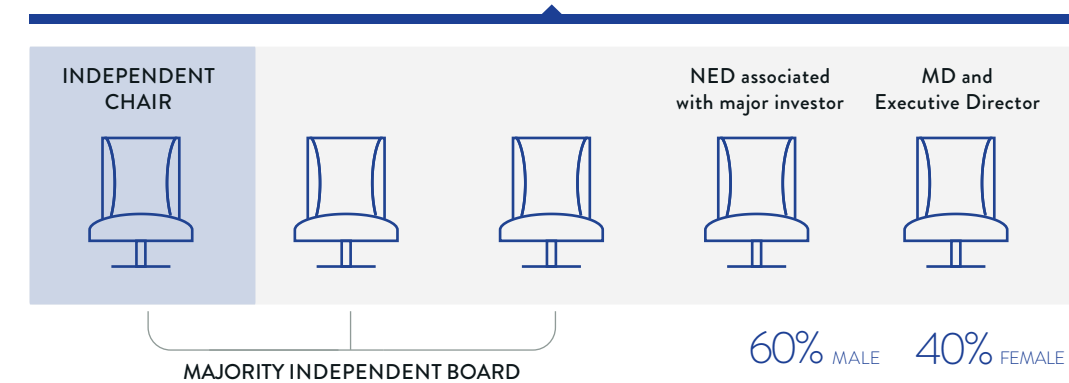 INDEPENDENT
CHAIR
NED associated
with major investor
MD and
Executive Director
MAJORITY INDEPENDENT BOARD
60% MALE
40% FEMALE